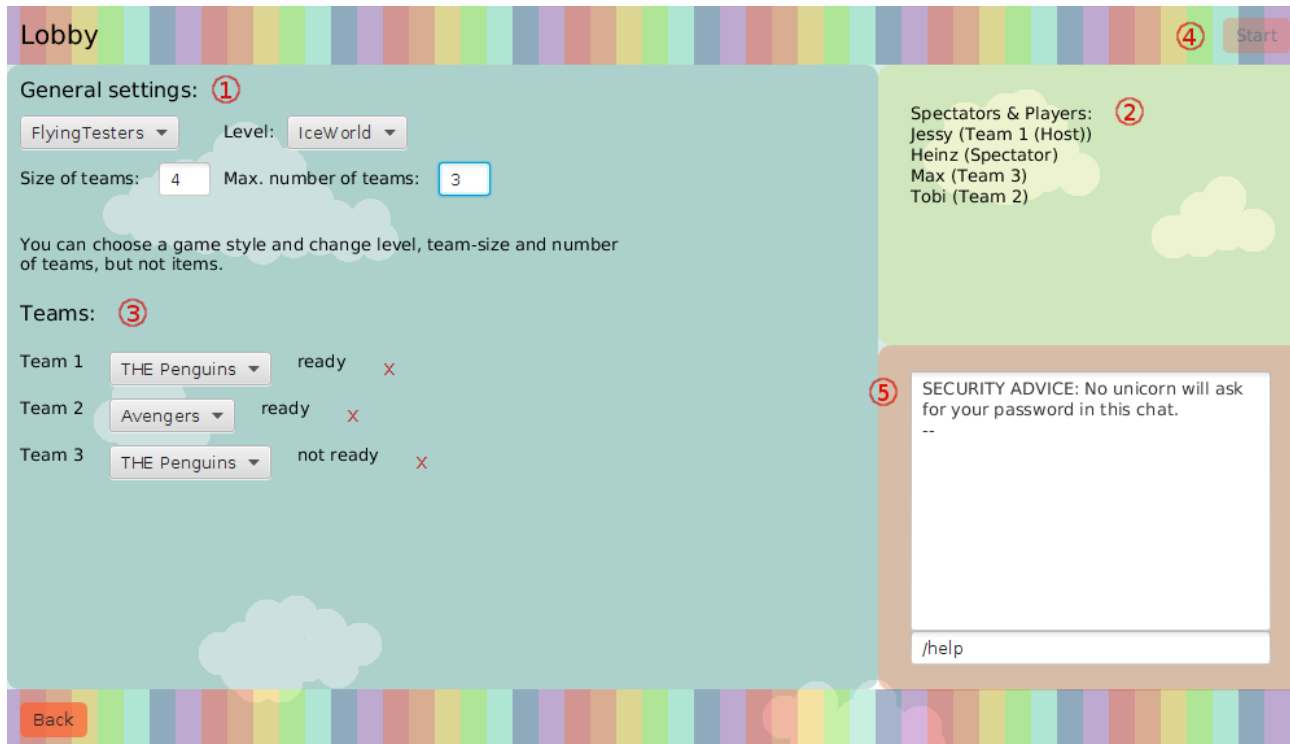 Lobby
④ Start
General settings: ①
FlyingTesters Level: IceWorld
Size of teams: 4 Max. number of teams: 3
You can choose a game style and change level, team-size and number
of teams, but not items.
Teams: ③
Team 1 THE Penguins ready X
Team 2 Avengers ready X
Team 3 THE Penguins not ready X
Spectators & Players: ②
Jessy (Team 1 (Host))
Heinz (Spectator)
Max (Team 3)
Tobi (Team 2)
⑤
SECURITY ADVICE: No unicorn will ask
for your password in this chat.
--
/help
Back